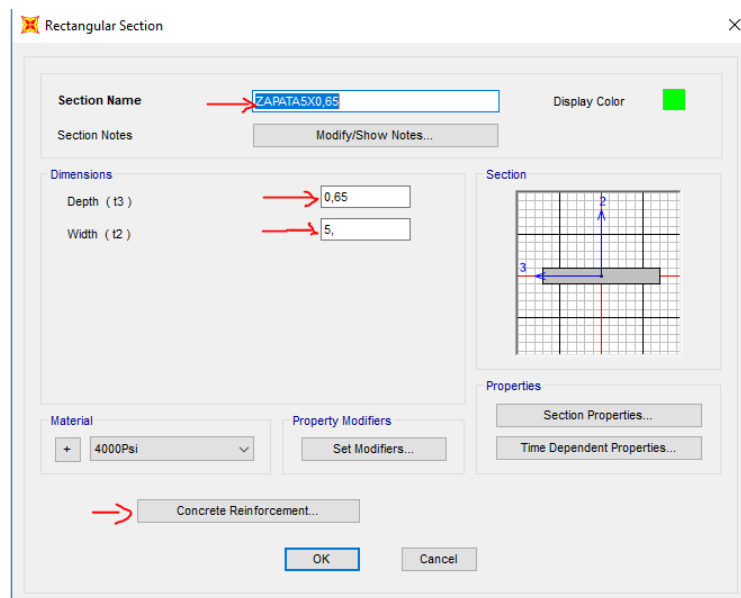 Rectangular Section
Section Name
ZAPATA5X0,65
Display Color
Section Notes
Modify/Show Notes...
Dimensions
Depth ( t3 )
0,65
Width ( t2 )
5,
Section
2
3
Properties
Section Properties...
Time Dependent Properties...
Material
+
4000Psi
Property Modifiers
Set Modifiers...
Concrete Reinforcement...
OK
Cancel